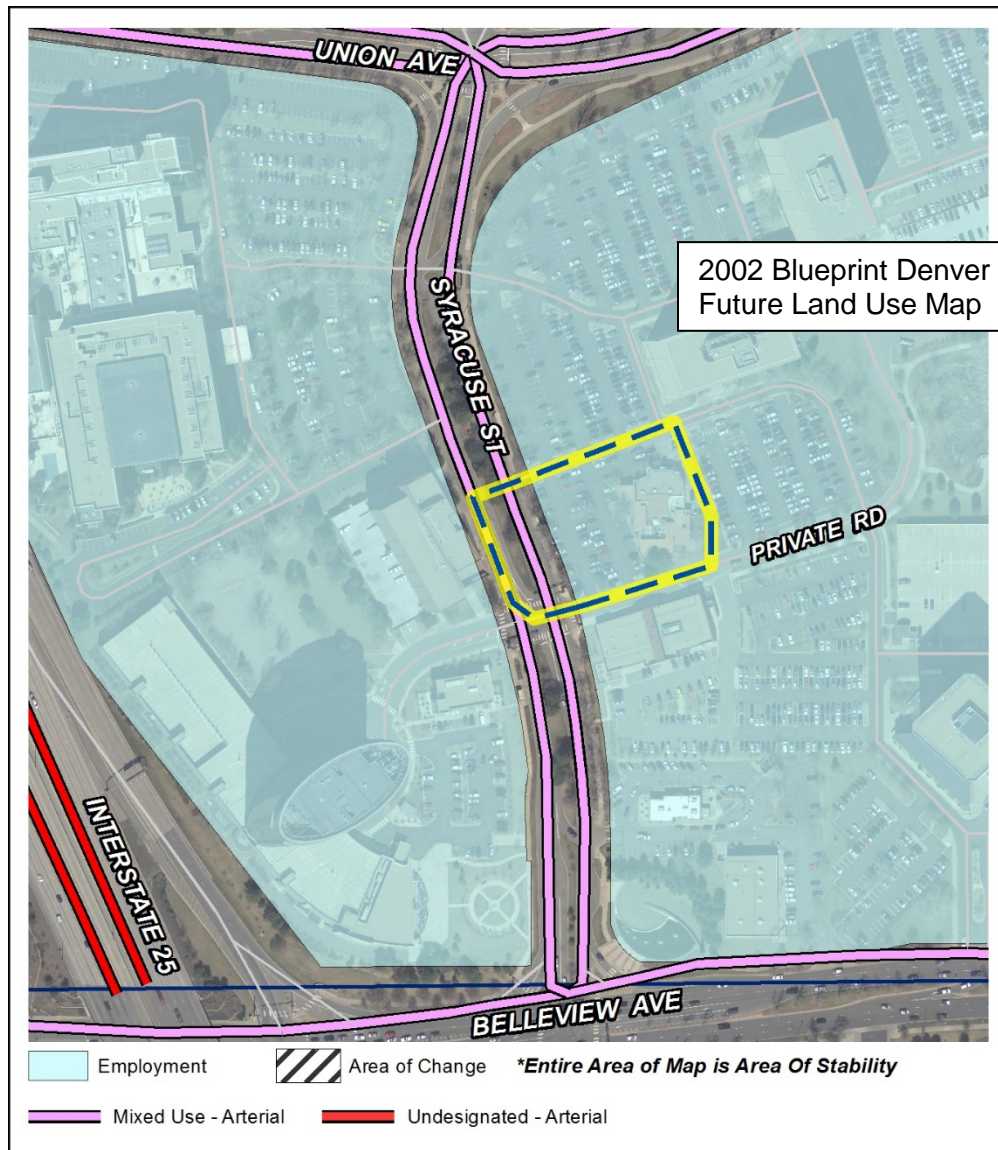 UNION AVE
2002 Blueprint Denver
Future Land Use Map
SYRACUSE ST
PRIVATE RD
INTERSTATE 25
BELLEVIEW AVE
Employment
Area of Change
*Entire Area of Map is Area Of Stability
Mixed Use - Arterial
Undesignated - Arterial